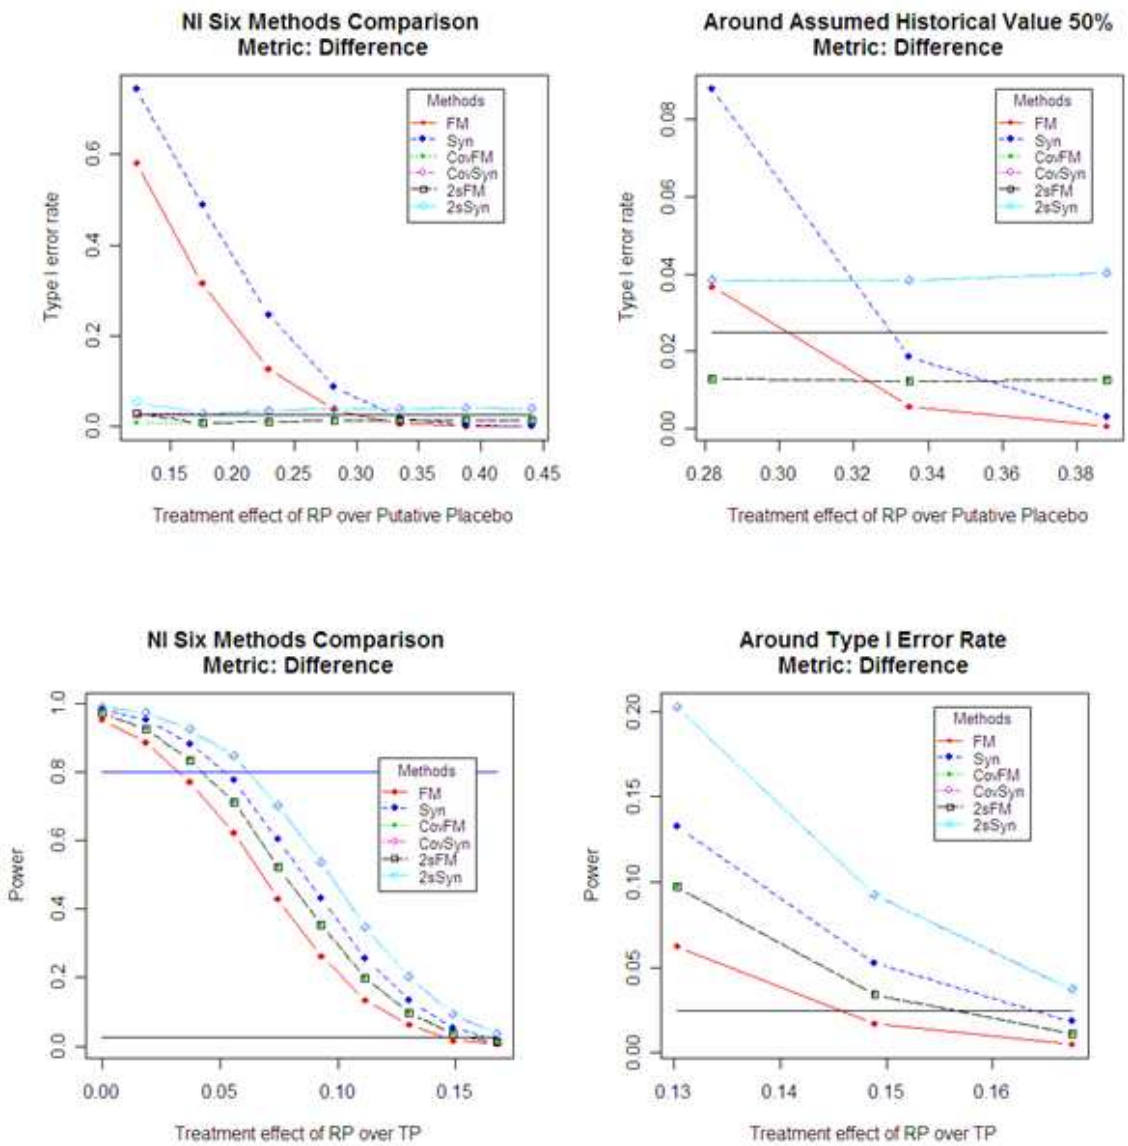 NI Six Methods Comparison
Metric: Difference
Type I error rate
0.0
0.2
0.4
0.6
Methods
FM
Syn
CovFM
CovSyn
2sFM
2sSyn
0.15 0.20 0.25 0.30 0.35 0.40 0.45
Treatment effect of RP over Putative Placebo
Around Assumed Historical Value 50%
Metric: Difference
Type I error rate
0.00
0.02
0.04
0.06
0.08
Methods
FM
Syn
CovFM
CovSyn
2sFM
2sSyn
0.28 0.30 0.32 0.34 0.36 0.38
Treatment effect of RP over Putative Placebo
NI Six Methods Comparison
Metric: Difference
Power
0.0
0.2
0.4
0.6
0.8
1.0
Methods
FM
Syn
CovFM
CovSyn
2sFM
2sSyn
0.00 0.05 0.10 0.15
Treatment effect of RP over TP
Around Type I Error Rate
Metric: Difference
Power
0.00
0.05
0.10
0.15
0.20
Methods
FM
Syn
CovFM
CovSyn
2sFM
2sSyn
0.13 0.14 0.15 0.16
Treatment effect of RP over TP